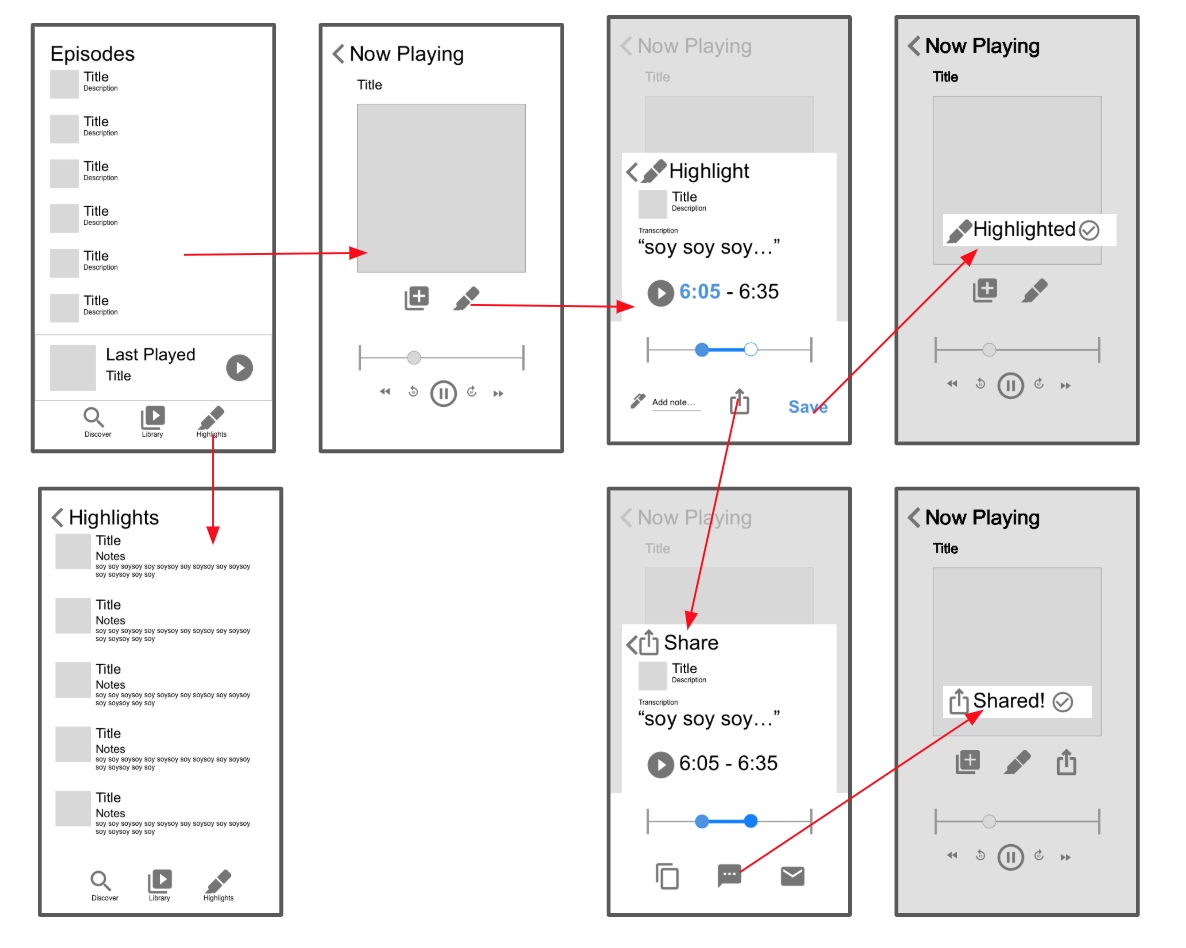 Episodes
Title
Description
Title
Description
Title
Description
Title
Description
Title
Description
Title
Description
Last Played
Title
Discover
Library
Highlights
Now Playing
Title
Now Playing
Title
Highlight
Title
Description
Transcription
“soy soy soy…”
6:05 - 6:35
Add note...
Save
Now Playing
Title
Highlighted
Highlights
Title
Notes
soy soy soysoy soy soysoy soy soysoy soy soysoy
soy soysoy soy soy
Title
Notes
soy soy soysoy soy soysoy soy soysoy soy soysoy
soy soysoy soy soy
Title
Notes
soy soy soysoy soy soysoy soy soysoy soy soysoy
soy soysoy soy soy
Title
Notes
soy soy soysoy soy soysoy soy soysoy soy soysoy
soy soysoy soy soy
Title
Notes
soy soy soysoy soy soysoy soy soysoy soy soysoy
soy soysoy soy soy
Discover
Library
Highlights
Now Playing
Title
Share
Title
Description
Transcription
“soy soy soy…”
6:05 - 6:35
Now Playing
Title
Shared!